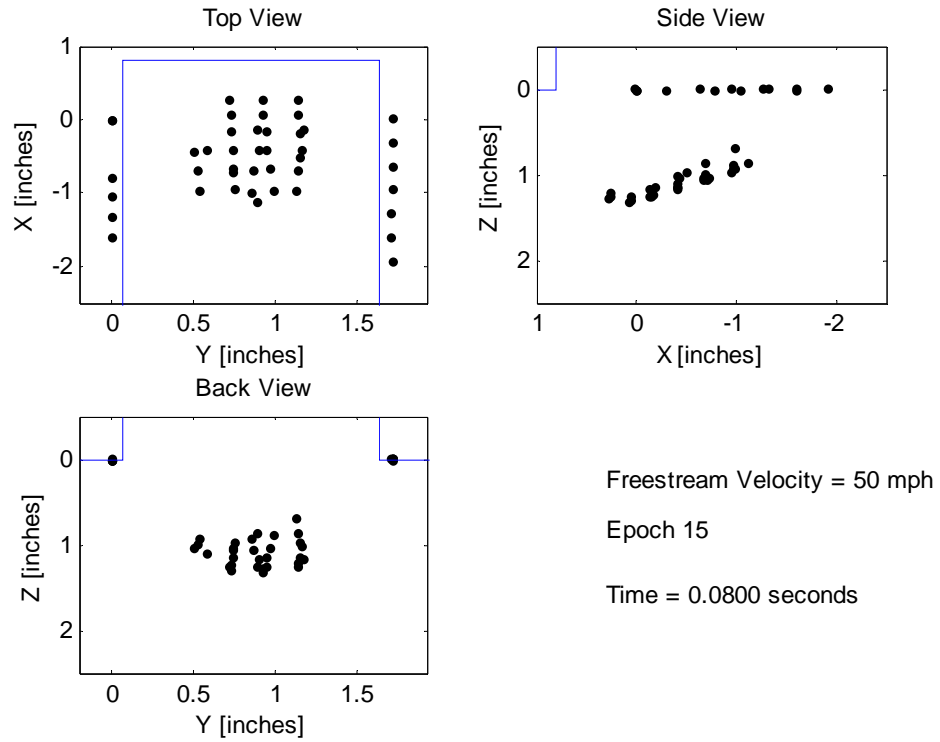 Top View
1
0
-1
-2
X [inches]
0
0.5
1
1.5
Y [inches]
Side View
0
1
2
Z [inches]
1
0
-1
-2
X [inches]
Back View
0
1
2
Z [inches]
0
0.5
1
1.5
Y [inches]
Freestream Velocity = 50 mph
Epoch 15
Time = 0.0800 seconds